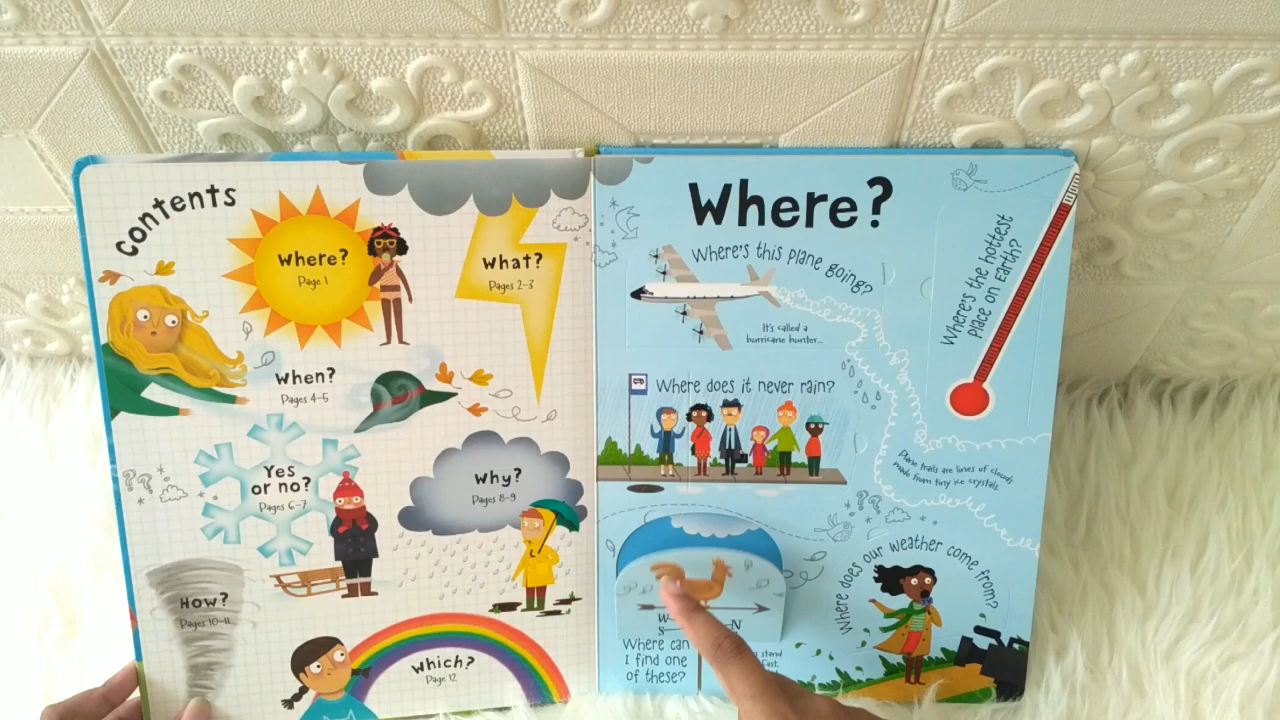 contents
Where?
Page 1
What?
Pages 2-3
When?
Pages 4-5
Yes
or no?
Pages 6-7
Why?
Pages 8-9
How?
Pages 10-11
Which?
Page 12
Where?
Where's this plane going?
It's called a
hurricane hunter...
Where's the hottest
place on Earth?
Where does it never rain?
Plane trails are lines of clouds
made from tiny ice crystals.
Where does our weather come from?
W
N
S
Where can
I find one
of these?
stand